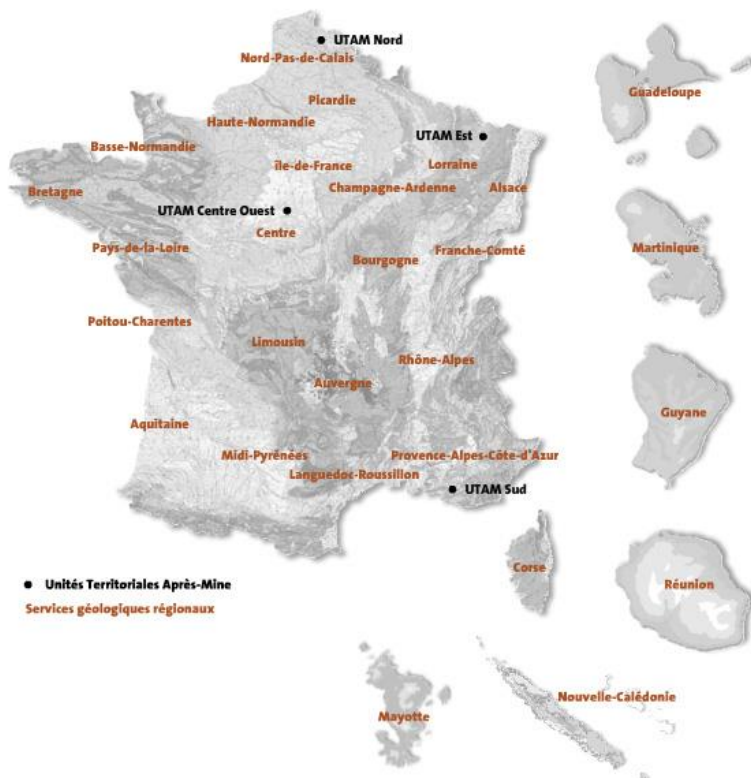 UTAM Nord
Nord-Pas-de-Calais
Guadeloupe
Picardie
Haute-Normandie
UTAM Est
Basse-Normandie
île-de-France
Lorraine
Bretagne
Champagne-Ardenne
Alsace
UTAM Centre Ouest
Centre
Pays-de-la-Loire
Franche-Comté
Martinique
Bourgogne
Poitou-Charentes
Limousin
Rhône-Alpes
Auvergne
Guyane
Aquitaine
Midi-Pyrénées
Provence-Alpes-Côte-d'Azur
Languedoc-Roussillon
UTAM Sud
Corse
Unités Territoriales Après-Mine
Réunion
Services géologiques régionaux
Nouvelle-Calédonie
Mayotte